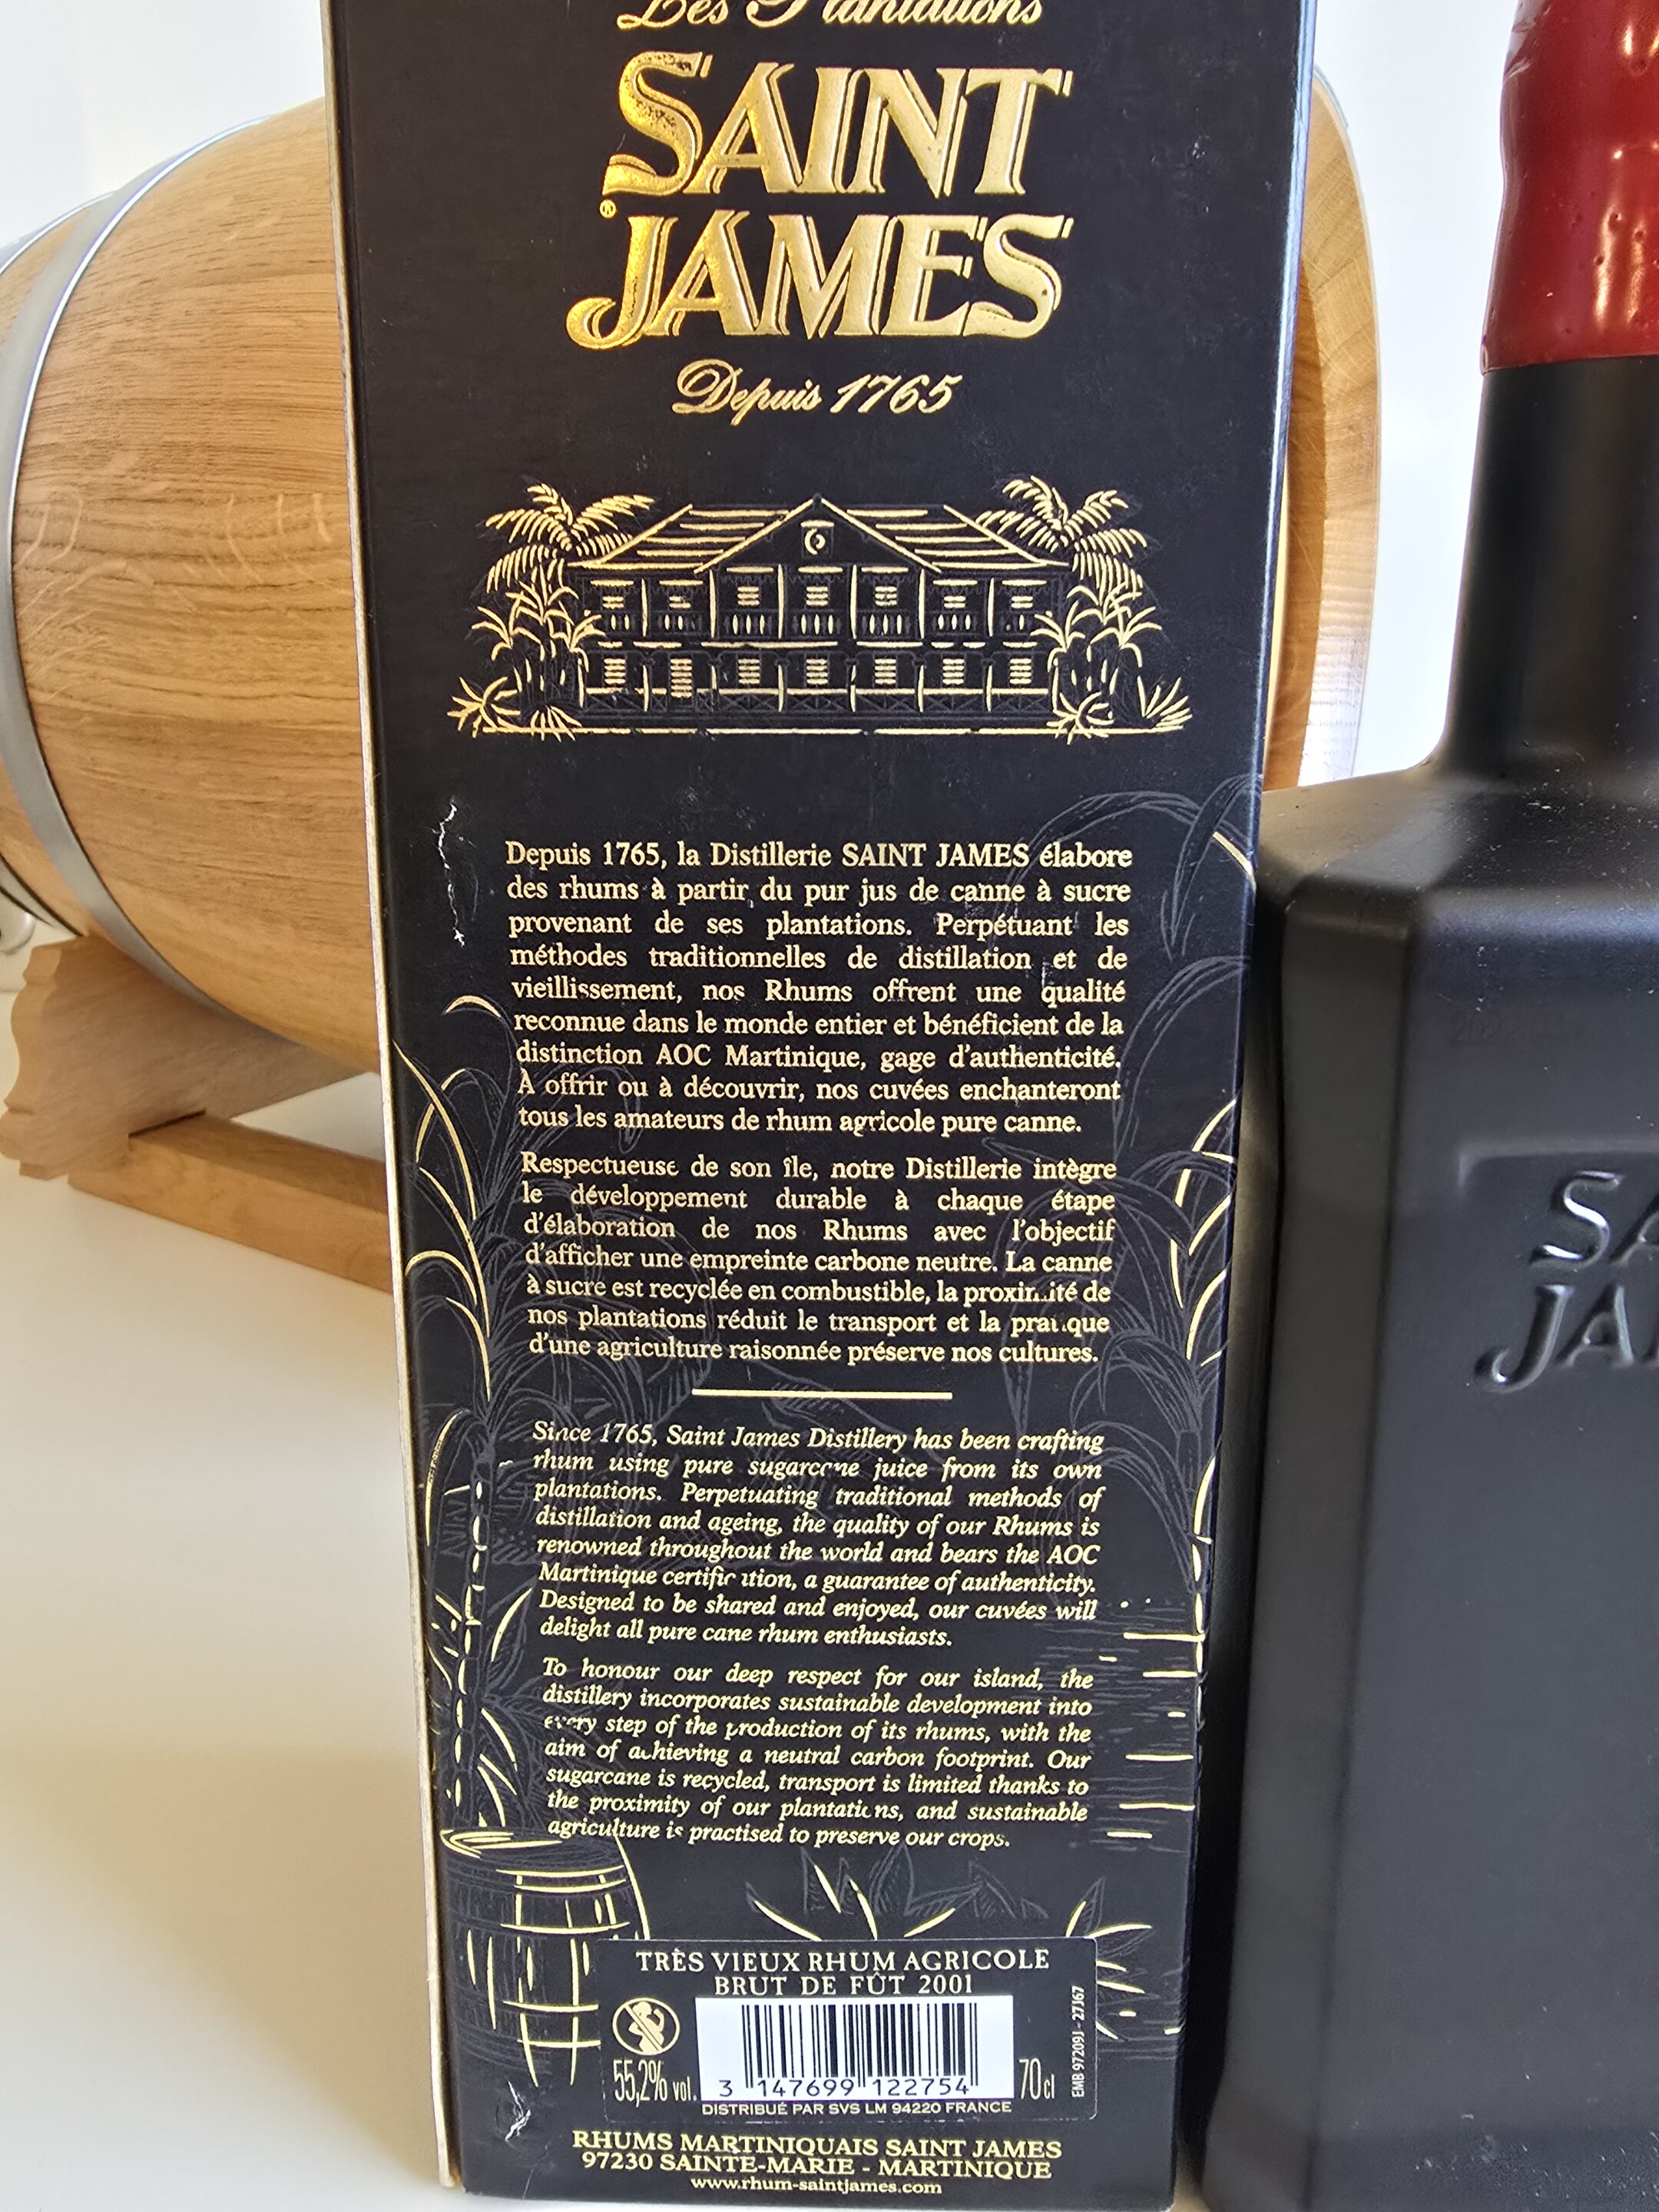 Les Plantations
SAINT
JAMES
®
Depuis 1765
Depuis 1765, la Distillerie SAINT JAMES élabore
des rhums à partir du pur jus de canne à sucre
provenant de ses plantations. Perpétuant les
méthodes traditionnelles de distillation et de
vieillissement, nos Rhums offrent une qualité
reconnue dans le monde entier et bénéficient de la
distinction AOC Martinique, gage d'authenticité.
À offrir ou à découvrir, nos cuvées enchanteront
tous les amateurs de rhum agricole pure canne.
Respectueuse de son île, notre Distillerie intègre
le développement durable à chaque étape
d'élaboration de nos Rhums avec l'objectif
d'afficher une empreinte carbone neutre. La canne
à sucre est recyclée en combustible, la proximité de
nos plantations réduit le transport et la pratique
d'une agriculture raisonnée préserve nos cultures.
Since 1765, Saint James Distillery has been crafting
rhum using pure sugarcane juice from its own
plantations. Perpetuating traditional methods of
distillation and ageing, the quality of our Rhums is
renowned throughout the world and bears the AOC
Martinique certification, a guarantee of authenticity.
Designed to be shared and enjoyed, our cuvées will
delight all pure cane rhum enthusiasts.
To honour our deep respect for our island, the
distillery incorporates sustainable development into
every step of the production of its rhums, with the
aim of achieving a neutral carbon footprint. Our
sugarcane is recycled, transport is limited thanks to
the proximity of our plantations, and sustainable
agriculture is practised to preserve our crops.
TRÈS VIEUX RHUM AGRICOLE
BRUT DE FÛT 2001
55,2% vol.
3 147699 122754
70 cl
EMB 97209J - 27J67
DISTRIBUÉ PAR SVS LM 94220 FRANCE
RHUMS MARTINIQUAIS SAINT JAMES
97230 SAINTE-MARIE - MARTINIQUE
www.rhum-saintjames.com
SA
JA